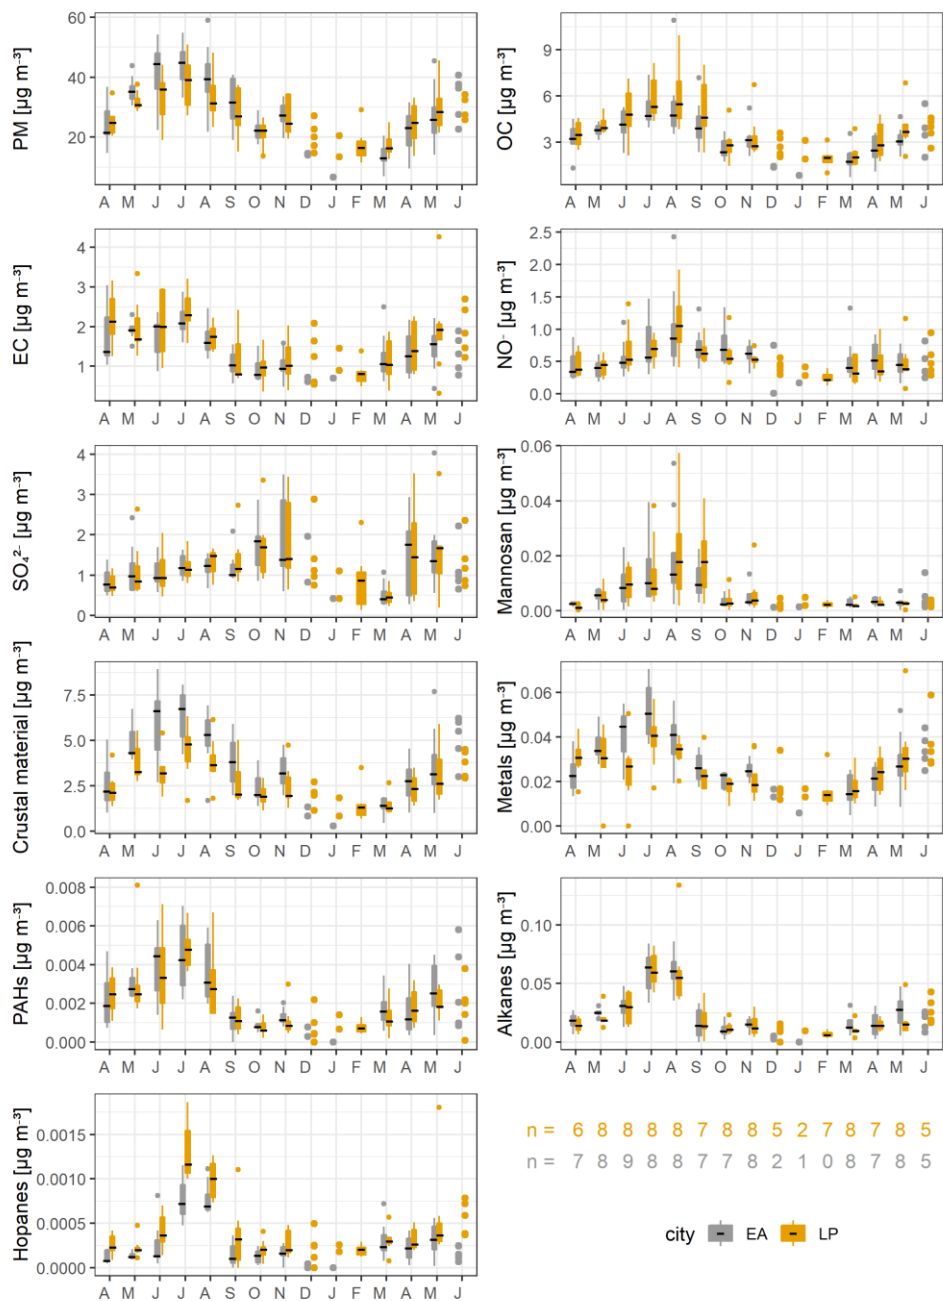 PM [µg m⁻³]
60
40
20
A M J J A S O N D J F M A M J
OC [µg m⁻³]
9
6
3
A M J J A S O N D J F M A M J
EC [µg m⁻³]
4
3
2
1
A M J J A S O N D J F M A M J
NO⁻ [µg m⁻³]
2.5
2.0
1.5
1.0
0.5
0.0
A M J J A S O N D J F M A M J
SO₄²⁻ [µg m⁻³]
4
3
2
1
0
A M J J A S O N D J F M A M J
Mannosan [µg m⁻³]
0.06
0.04
0.02
0.00
A M J J A S O N D J F M A M J
Crustal material [µg m⁻³]
7.5
5.0
2.5
0.0
A M J J A S O N D J F M A M J
Metals [µg m⁻³]
0.06
0.04
0.02
0.00
A M J J A S O N D J F M A M J
PAHs [µg m⁻³]
0.008
0.006
0.004
0.002
0.000
A M J J A S O N D J F M A M J
Alkanes [µg m⁻³]
0.10
0.05
0.00
A M J J A S O N D J F M A M J
Hopanes [µg m⁻³]
0.0015
0.0010
0.0005
0.0000
A M J J A S O N D J F M A M J
n = 6 8 8 8 8 7 8 8 5 2 7 8 7 8 5
n = 7 8 9 8 8 7 7 8 2 1 0 8 7 8 5
city EA LP